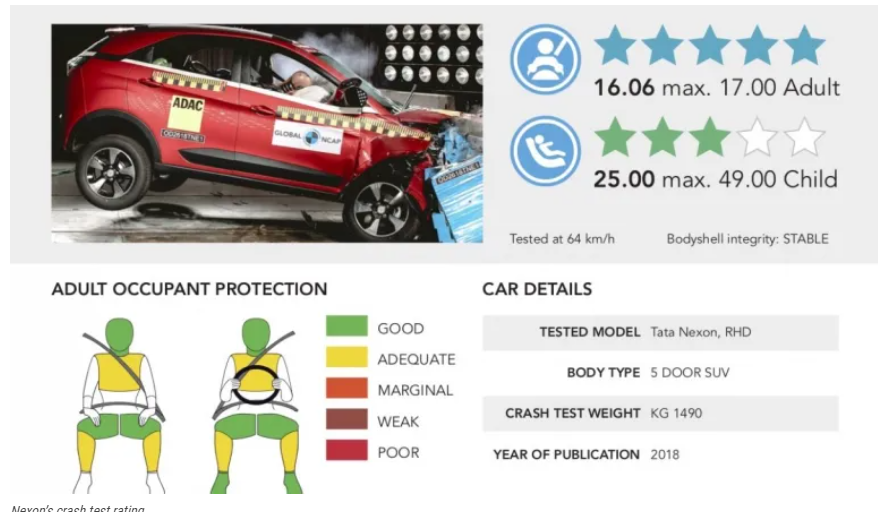 16.06 max. 17.00 Adult
ADAC
GLOBAL NCAP
25.00 max. 49.00 Child
Tested at 64 km/h Bodyshell integrity: STABLE
ADULT OCCUPANT PROTECTION
GOOD
ADEQUATE
MARGINAL
WEAK
POOR
CAR DETAILS
TESTED MODEL Tata Nexon, RHD
BODY TYPE 5 DOOR SUV
CRASH TEST WEIGHT KG 1490
YEAR OF PUBLICATION 2018
Nexon's crash test rating